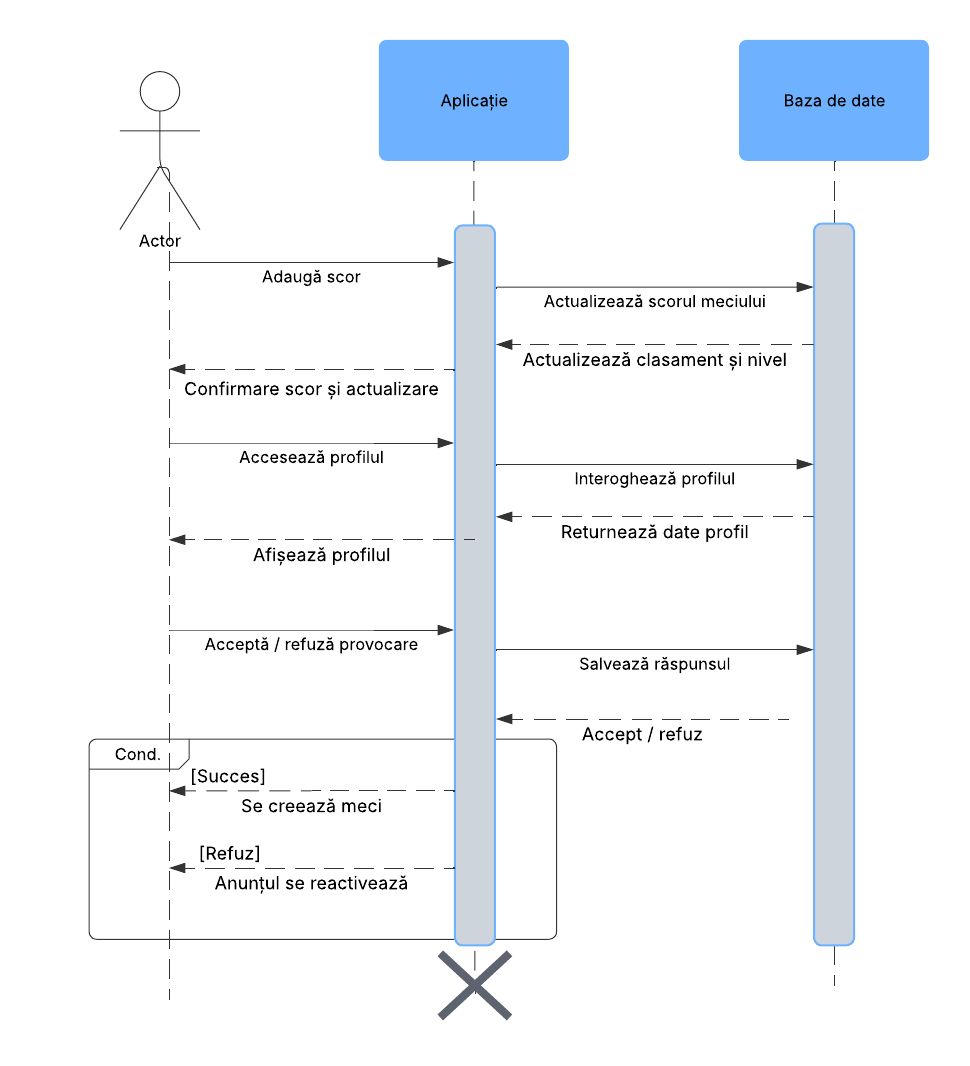 Aplicație
Baza de date
Actor
Adaugă scor
Actualizează scorul meciului
Actualizează clasament și nivel
Confirmare scor și actualizare
Accesează profilul
Interoghează profilul
Returnează date profil
Afișează profilul
Acceptă / refuză provocare
Salvează răspunsul
Accept / refuz
Cond.
[Succes]
Se creează meci
[Refuz]
Anunțul se reactivează